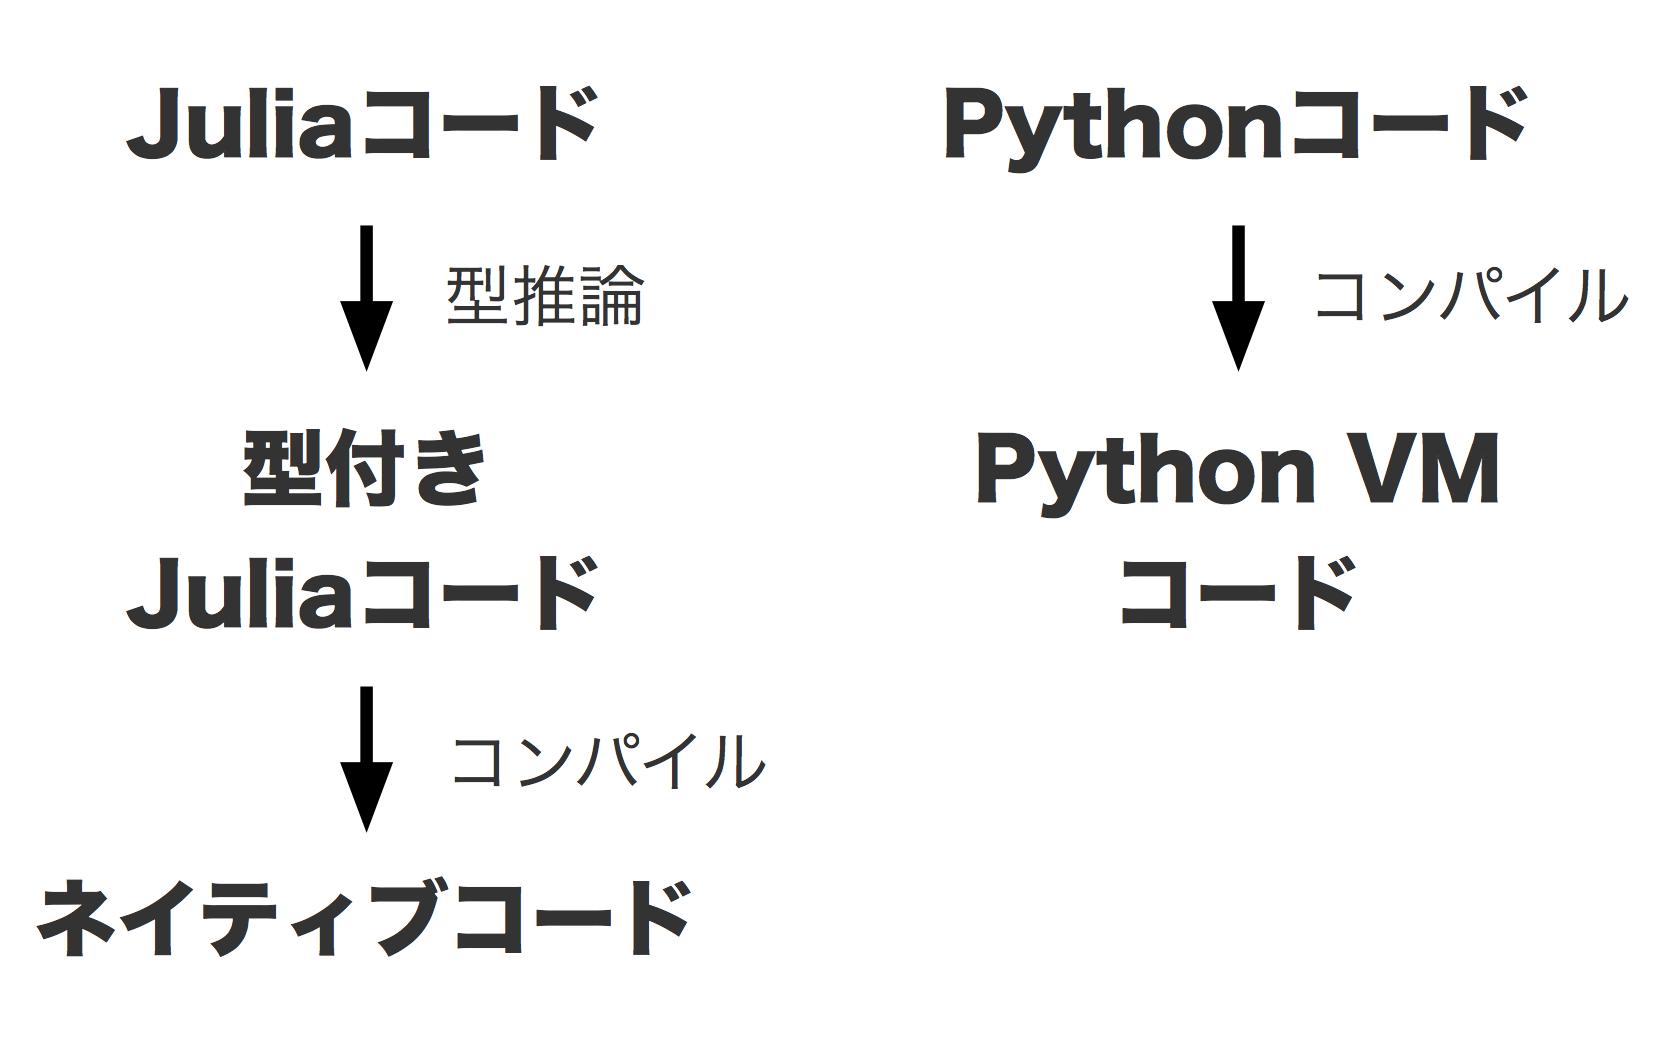 Juliaコード
型推論
型付き
Juliaコード
コンパイル
ネイティブコード
Pythonコード
コンパイル
Python VM
コード